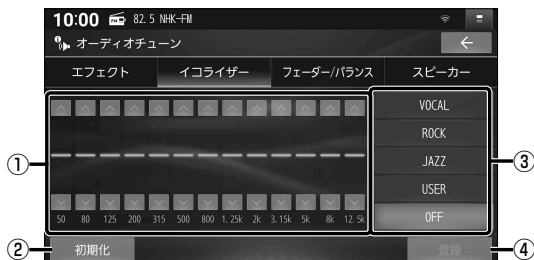 10:00 FM 82.5 NHK-FM
オーディオチューン
エフェクト イコライザー フェーダー/バランス スピーカー
VOCAL
ROCK
① JAZZ ③
USER
OFF
50 80 125 200 315 500 800 1.25k 2k 3.15k 5k 8k 12.5k
② 初期化 登録 ④